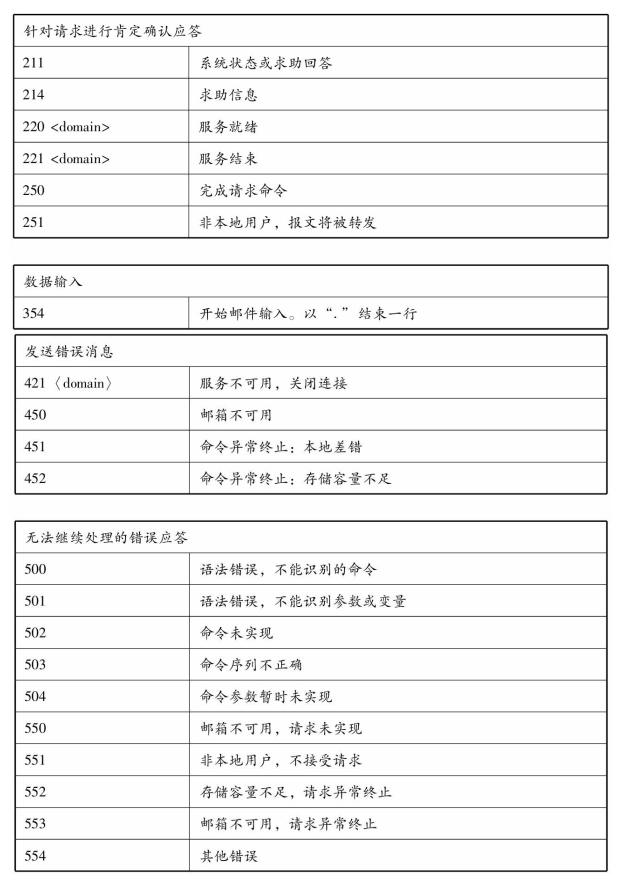 针对请求进行肯定确认应答
211 系统状态或求助回答
214 求助信息
220 <domain> 服务就绪
221 <domain> 服务结束
250 完成请求命令
251 非本地用户，报文将被转发
数据输入
354 开始邮件输入。以“.”结束一行
发送错误消息
421〈domain〉 服务不可用，关闭连接
450 邮箱不可用
451 命令异常终止：本地差错
452 命令异常终止：存储容量不足
无法继续处理的错误应答
500 语法错误，不能识别的命令
501 语法错误，不能识别参数或变量
502 命令未实现
503 命令序列不正确
504 命令参数暂时未实现
550 邮箱不可用，请求未实现
551 非本地用户，不接受请求
552 存储容量不足，请求异常终止
553 邮箱不可用，请求异常终止
554 其他错误